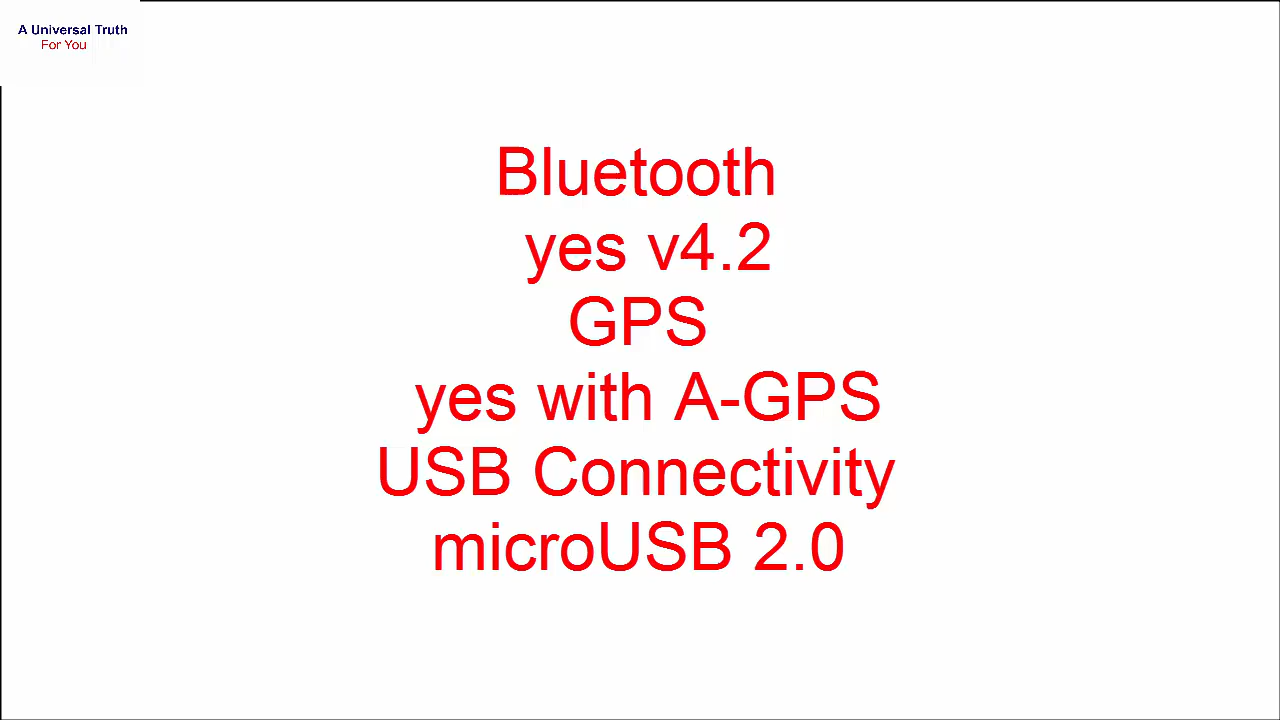 A Universal Truth
For You
Bluetooth
yes v4.2
GPS
yes with A-GPS
USB Connectivity
microUSB 2.0